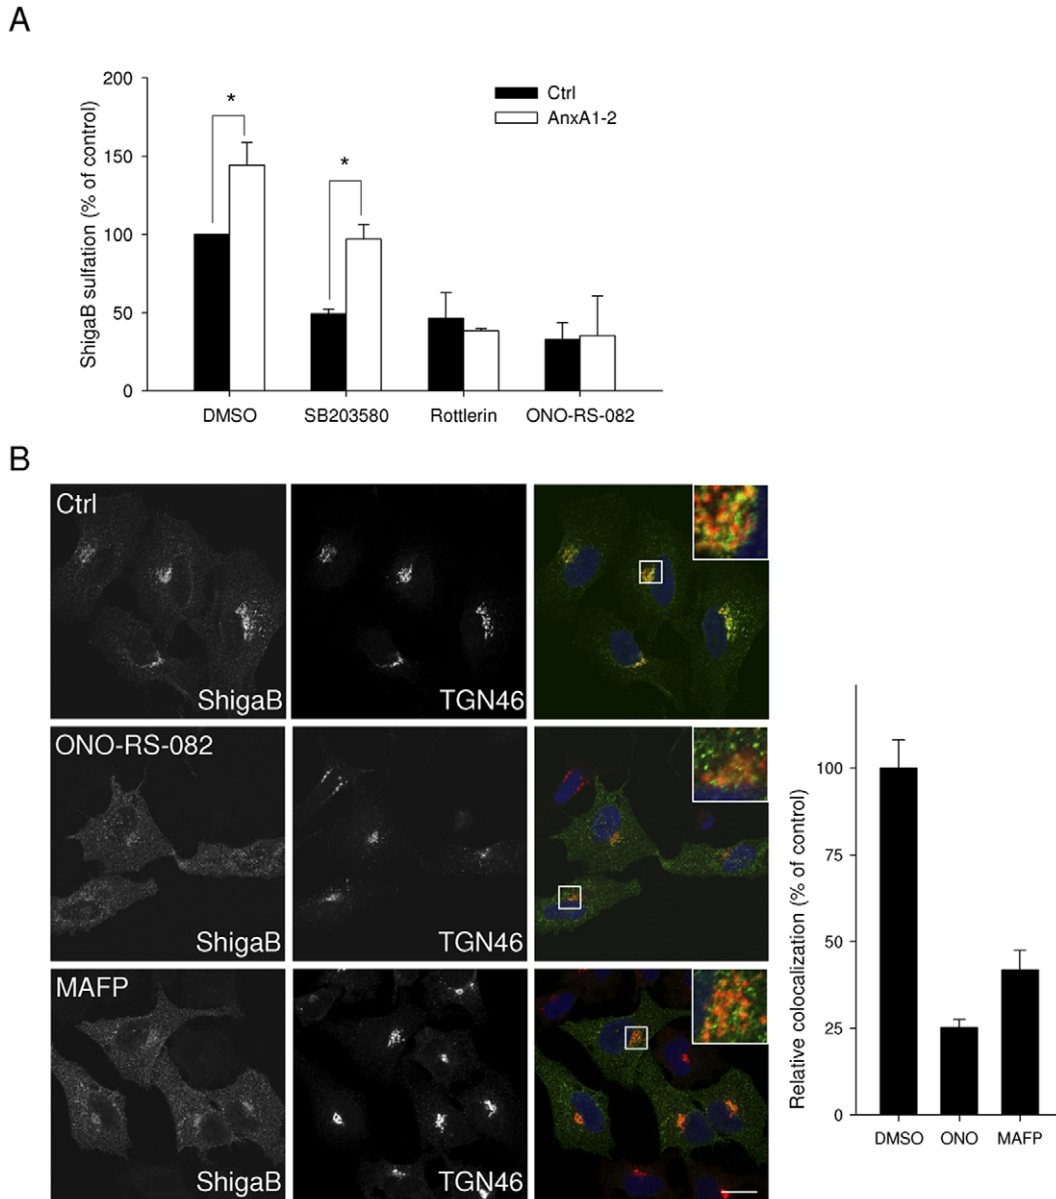 A
ShigaB sulfation (% of control)
200
150
100
50
0
*
*
Ctrl
AnxA1-2
DMSO SB203580 Rottlerin ONO-RS-082
B
Ctrl
ShigaB TGN46
ONO-RS-082
ShigaB TGN46
MAFP
ShigaB TGN46
Relative colocalization (% of control)
100
75
50
25
0
DMSO ONO MAFP